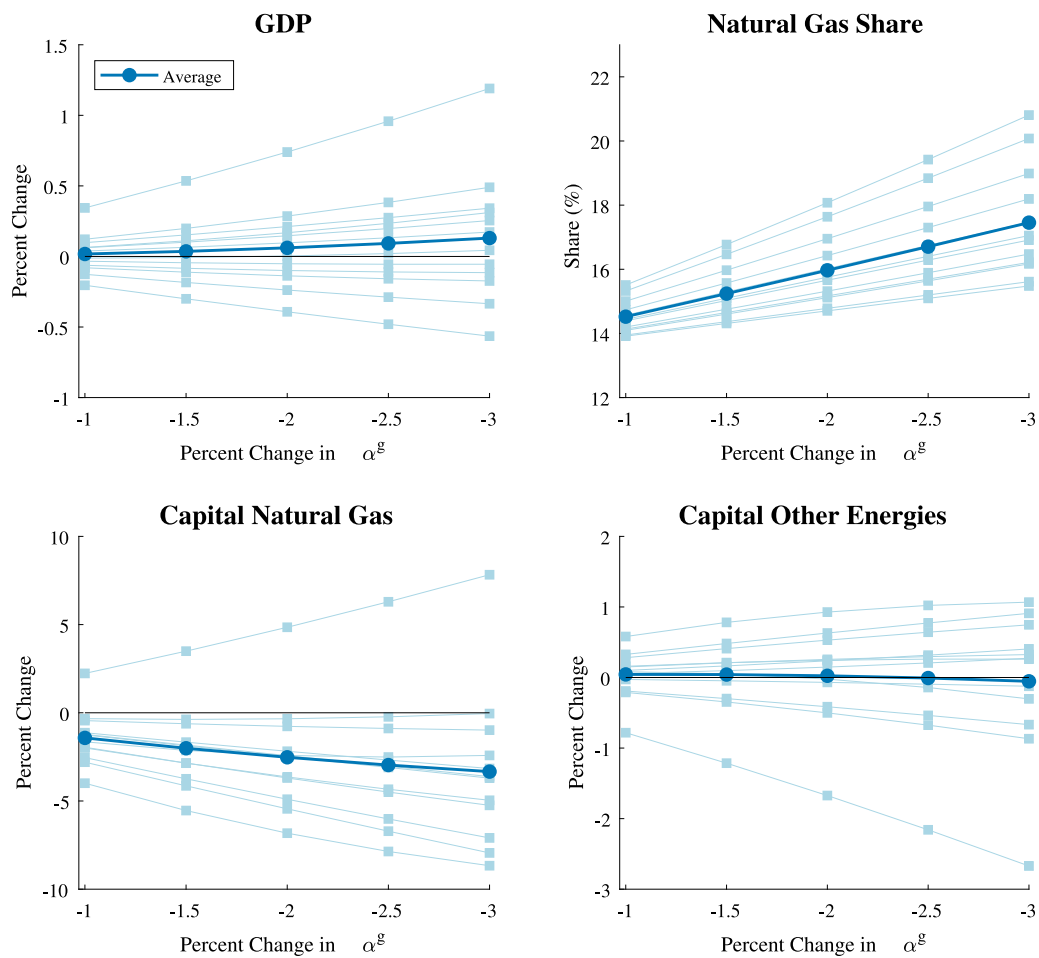 GDP
1.5
1
0.5
0
-0.5
-1
Percent Change
Average
-1 -1.5 -2 -2.5 -3
Percent Change in αᵍ
Natural Gas Share
22
20
18
16
14
12
Share (%)
-1 -1.5 -2 -2.5 -3
Percent Change in αᵍ
Capital Natural Gas
10
5
0
-5
-10
Percent Change
-1 -1.5 -2 -2.5 -3
Percent Change in αᵍ
Capital Other Energies
2
1
0
-1
-2
-3
Percent Change
-1 -1.5 -2 -2.5 -3
Percent Change in αᵍ